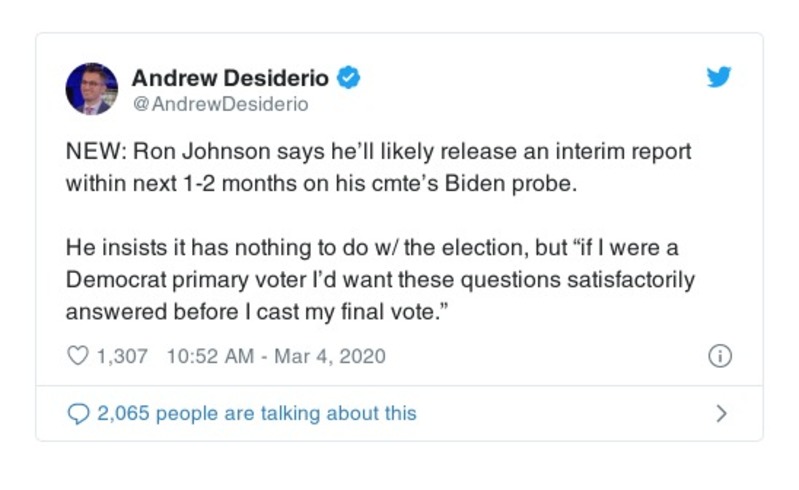 Andrew Desiderio
@AndrewDesiderio
NEW: Ron Johnson says he’ll likely release an interim report
within next 1-2 months on his cmte’s Biden probe.
He insists it has nothing to do w/ the election, but “if I were a
Democrat primary voter I’d want these questions satisfactorily
answered before I cast my final vote.”
1,307 10:52 AM - Mar 4, 2020
2,065 people are talking about this